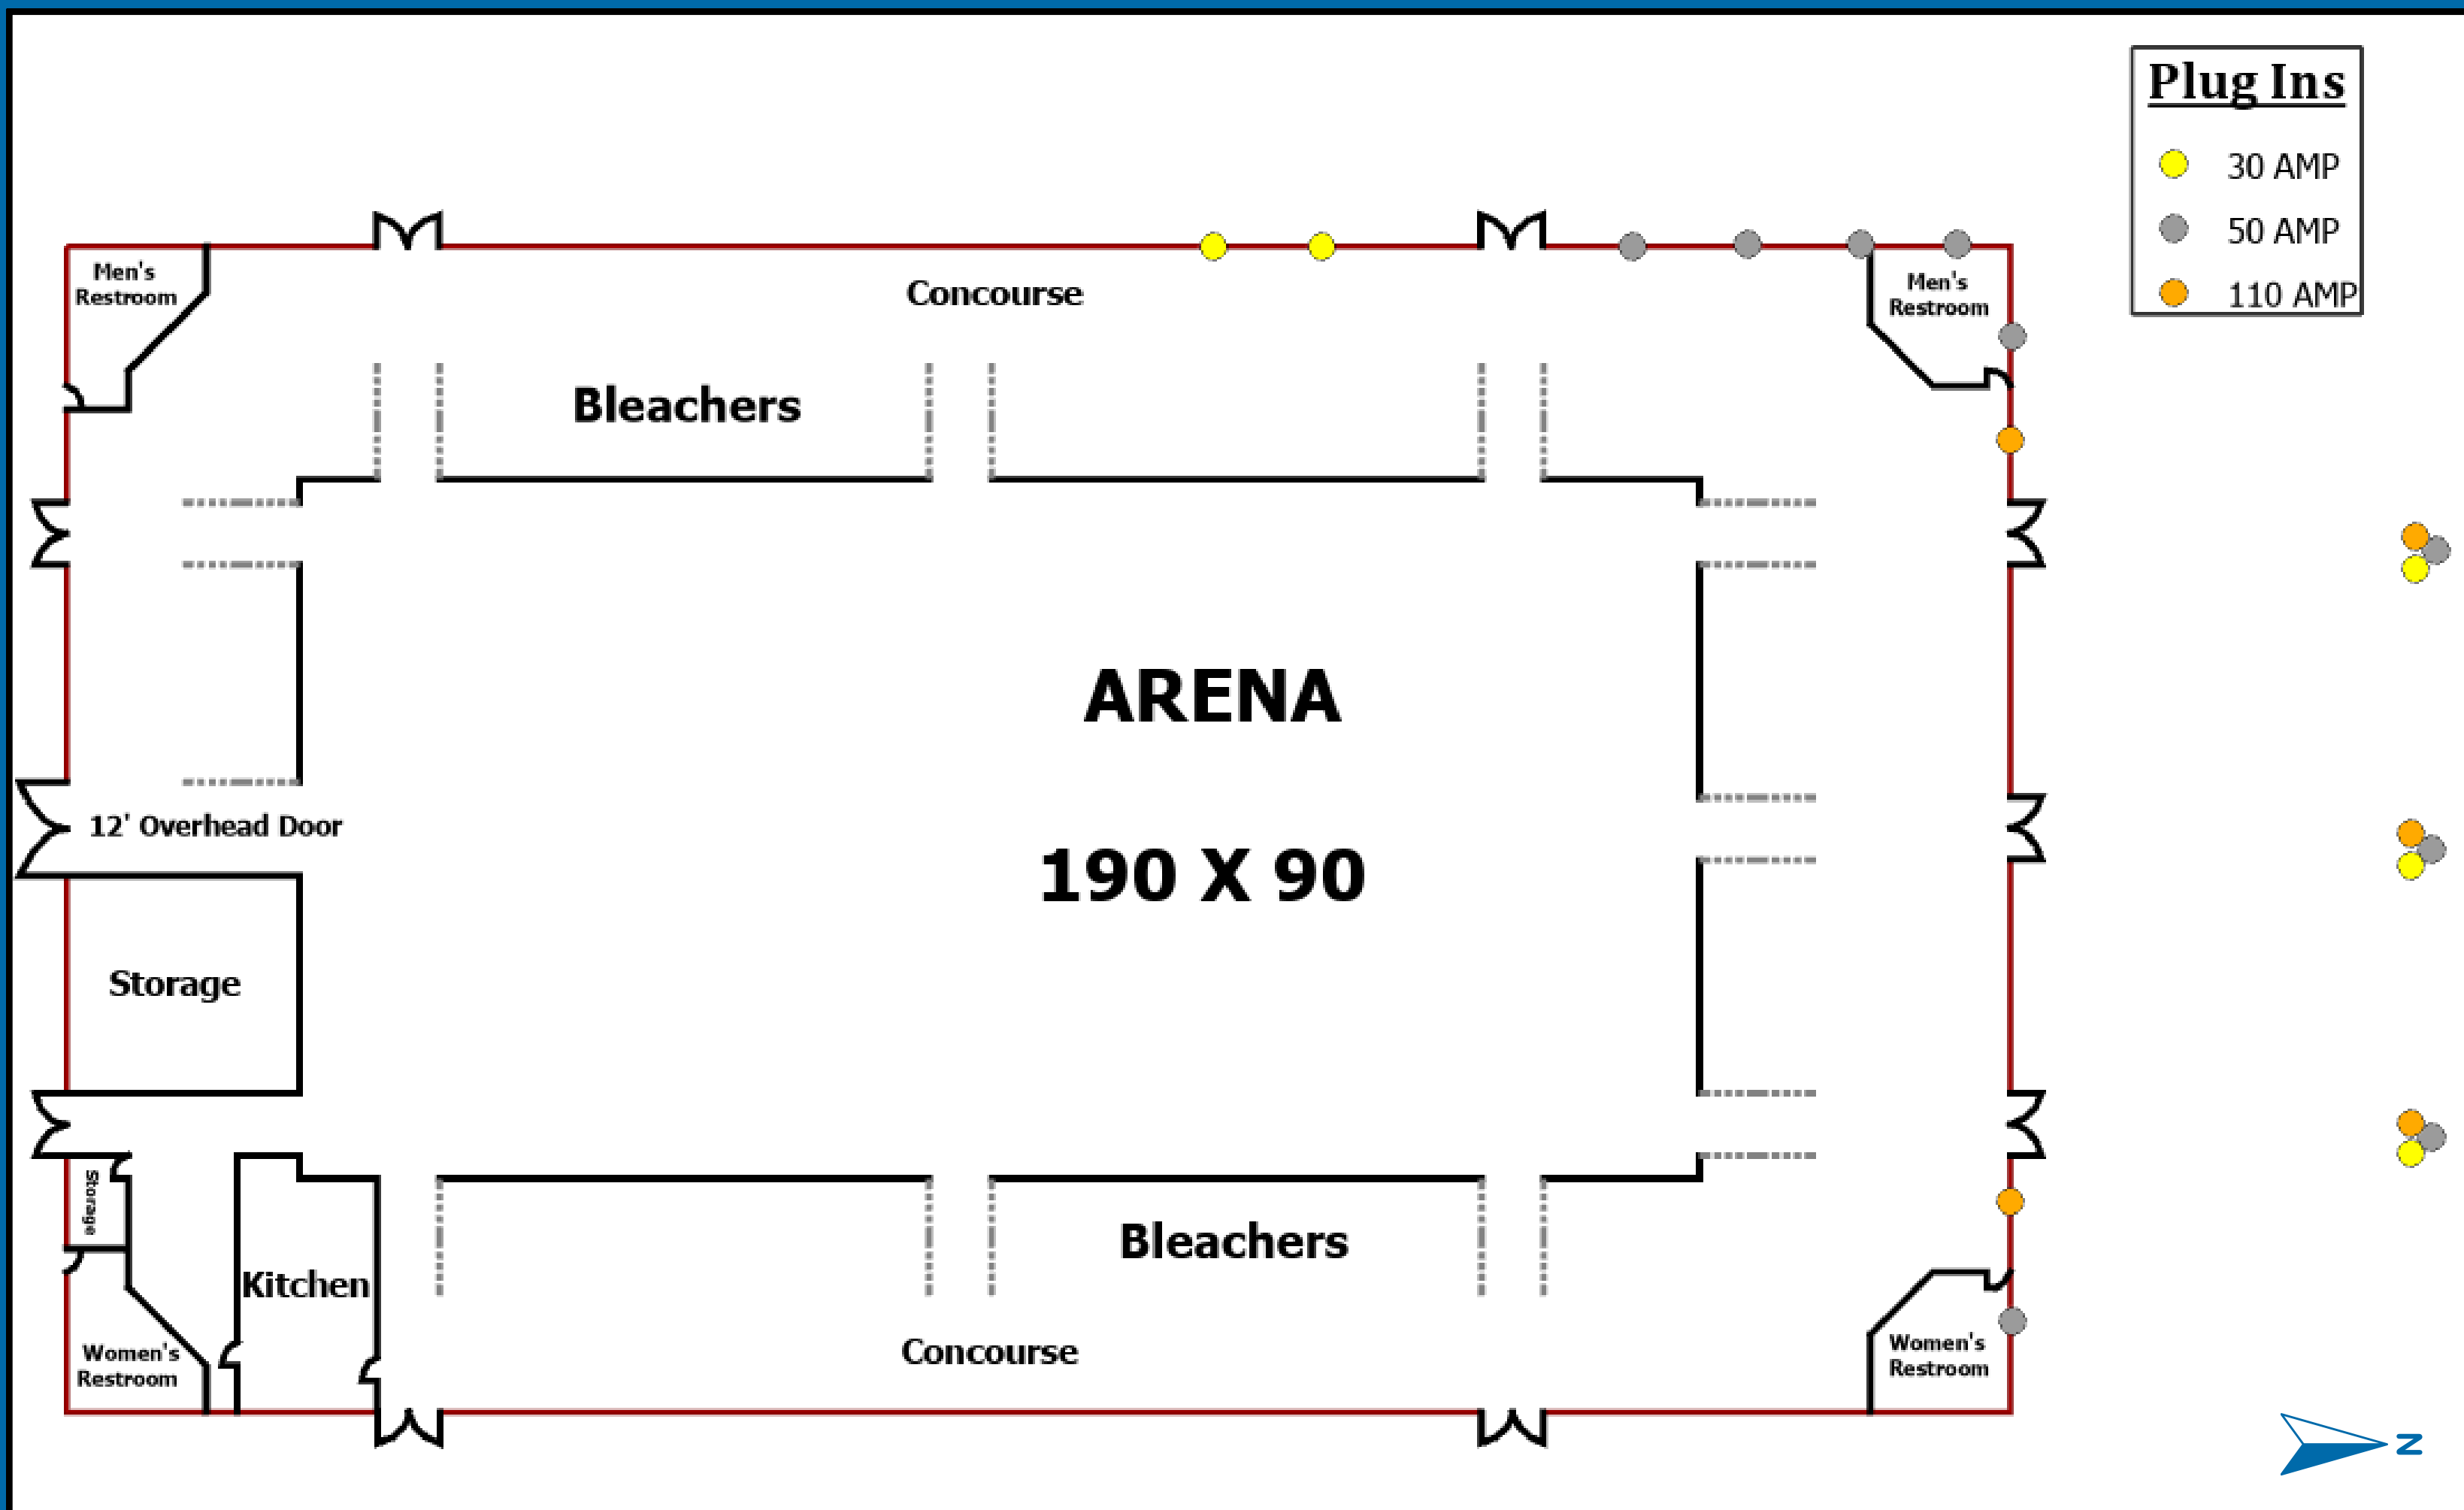 Plug Ins
30 AMP
50 AMP
110 AMP
Men's
Restroom
Concourse
Men's
Restroom
Bleachers
ARENA
12' Overhead Door
190 X 90
Storage
Storage
Bleachers
Kitchen
Women's
Restroom
Concourse
Women's
Restroom
N